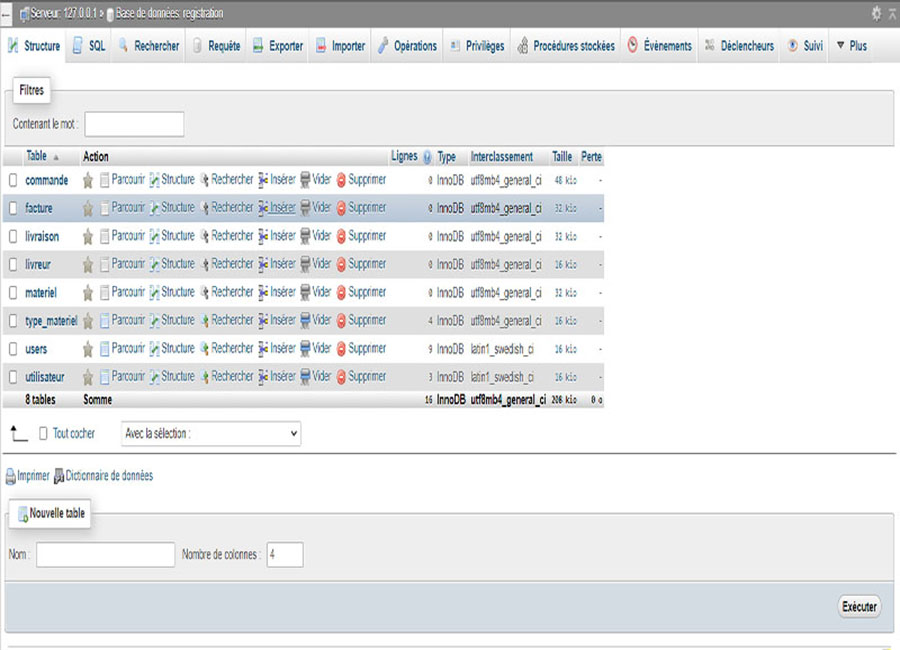 Serveur: 127.0.0.1 » Base de données: registration
Structure SQL Rechercher Requête Exporter Importer Opérations Privilèges Procédures stockées Événements Déclencheurs Suivi Plus
Filtres
Contenant le mot :
Table Action Lignes Type Interclassement Taille Perte
commande Parcourir Structure Rechercher Insérer Vider Supprimer 0 InnoDB utf8mb4_general_ci 48 kio -
facture Parcourir Structure Rechercher Insérer Vider Supprimer 0 InnoDB utf8mb4_general_ci 32 kio -
livraison Parcourir Structure Rechercher Insérer Vider Supprimer 0 InnoDB utf8mb4_general_ci 32 kio -
livreur Parcourir Structure Rechercher Insérer Vider Supprimer 0 InnoDB utf8mb4_general_ci 16 kio -
materiel Parcourir Structure Rechercher Insérer Vider Supprimer 0 InnoDB utf8mb4_general_ci 32 kio -
type_materiel Parcourir Structure Rechercher Insérer Vider Supprimer 4 InnoDB utf8mb4_general_ci 16 kio -
users Parcourir Structure Rechercher Insérer Vider Supprimer 9 InnoDB latin1_swedish_ci 16 kio -
utilisateur Parcourir Structure Rechercher Insérer Vider Supprimer 3 InnoDB latin1_swedish_ci 16 kio -
8 tables Somme 16 InnoDB utf8mb4_general_ci 208 kio 0 o
Tout cocher Avec la sélection :
Imprimer Dictionnaire de données
Nouvelle table
Nom : Nombre de colonnes : 4
Exécuter